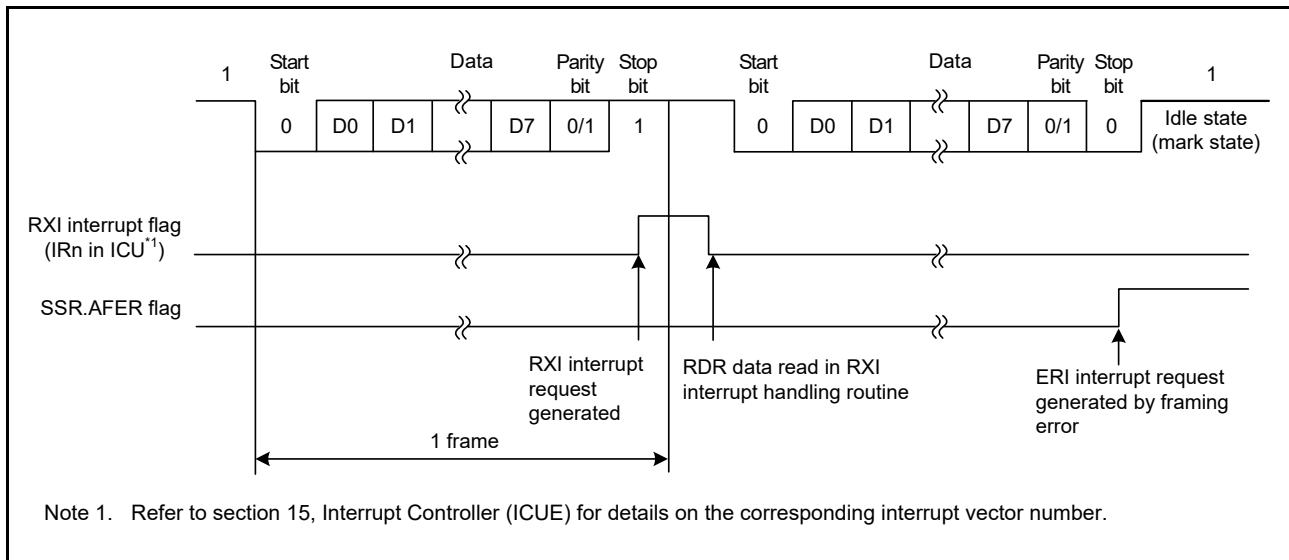 1
Start bit
Data
Parity bit
Stop bit
Start bit
Data
Parity bit
Stop bit
1
0
D0
D1
D7
0/1
1
0
D0
D1
D7
0/1
0
Idle state
(mark state)
RXI interrupt flag
(IRn in ICU*1)
SSR.AFER flag
RXI interrupt
request
generated
RDR data read in RXI
interrupt handling routine
ERI interrupt request
generated by framing
error
1 frame
Note 1. Refer to section 15, Interrupt Controller (ICUE) for details on the corresponding interrupt vector number.